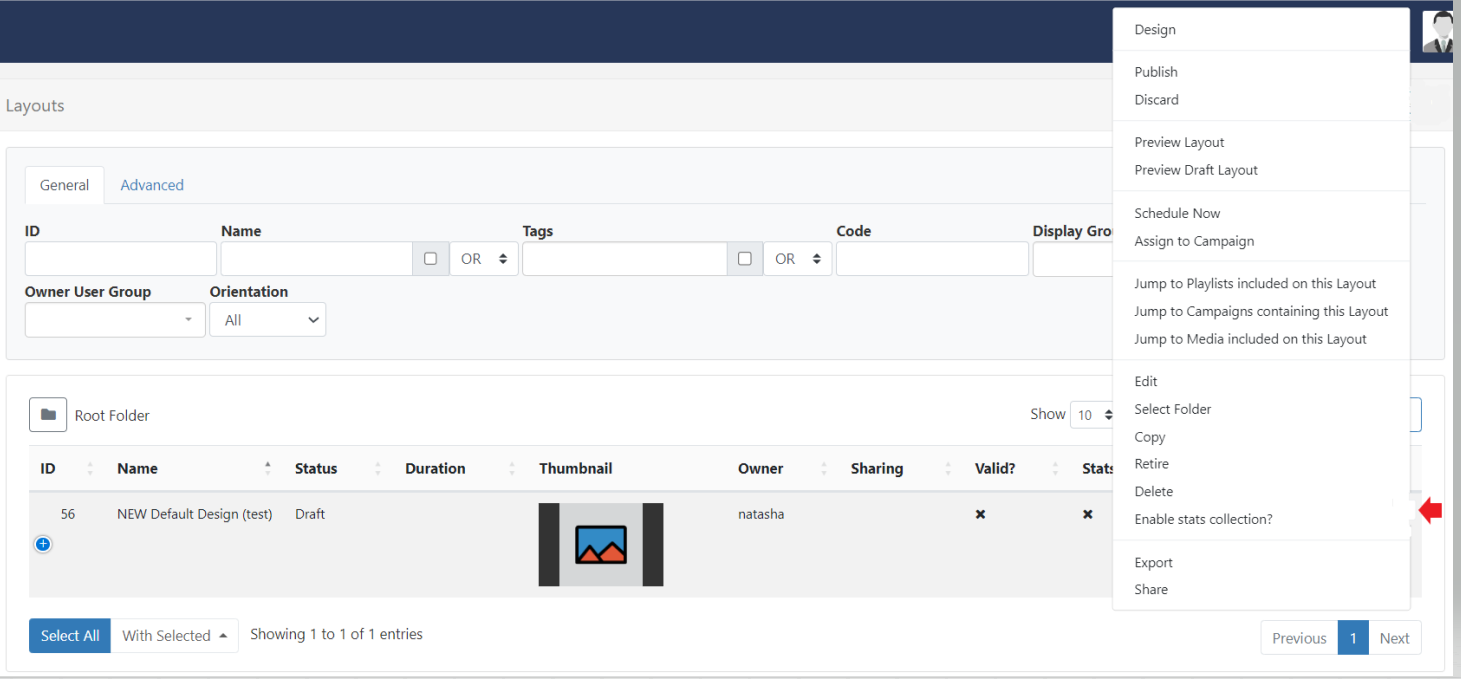 Layouts
General Advanced
ID Name Tags Code Display Gro
OR OR
Owner User Group Orientation
All
Root Folder
Show 10
ID Name Status Duration Thumbnail Owner Sharing Valid? Stats
56 NEW Default Design (test) Draft natasha
Select All With Selected Showing 1 to 1 of 1 entries
Previous 1 Next
Design
Publish
Discard
Preview Layout
Preview Draft Layout
Schedule Now
Assign to Campaign
Jump to Playlists included on this Layout
Jump to Campaigns containing this Layout
Jump to Media included on this Layout
Edit
Select Folder
Copy
Retire
Delete
Enable stats collection?
Export
Share